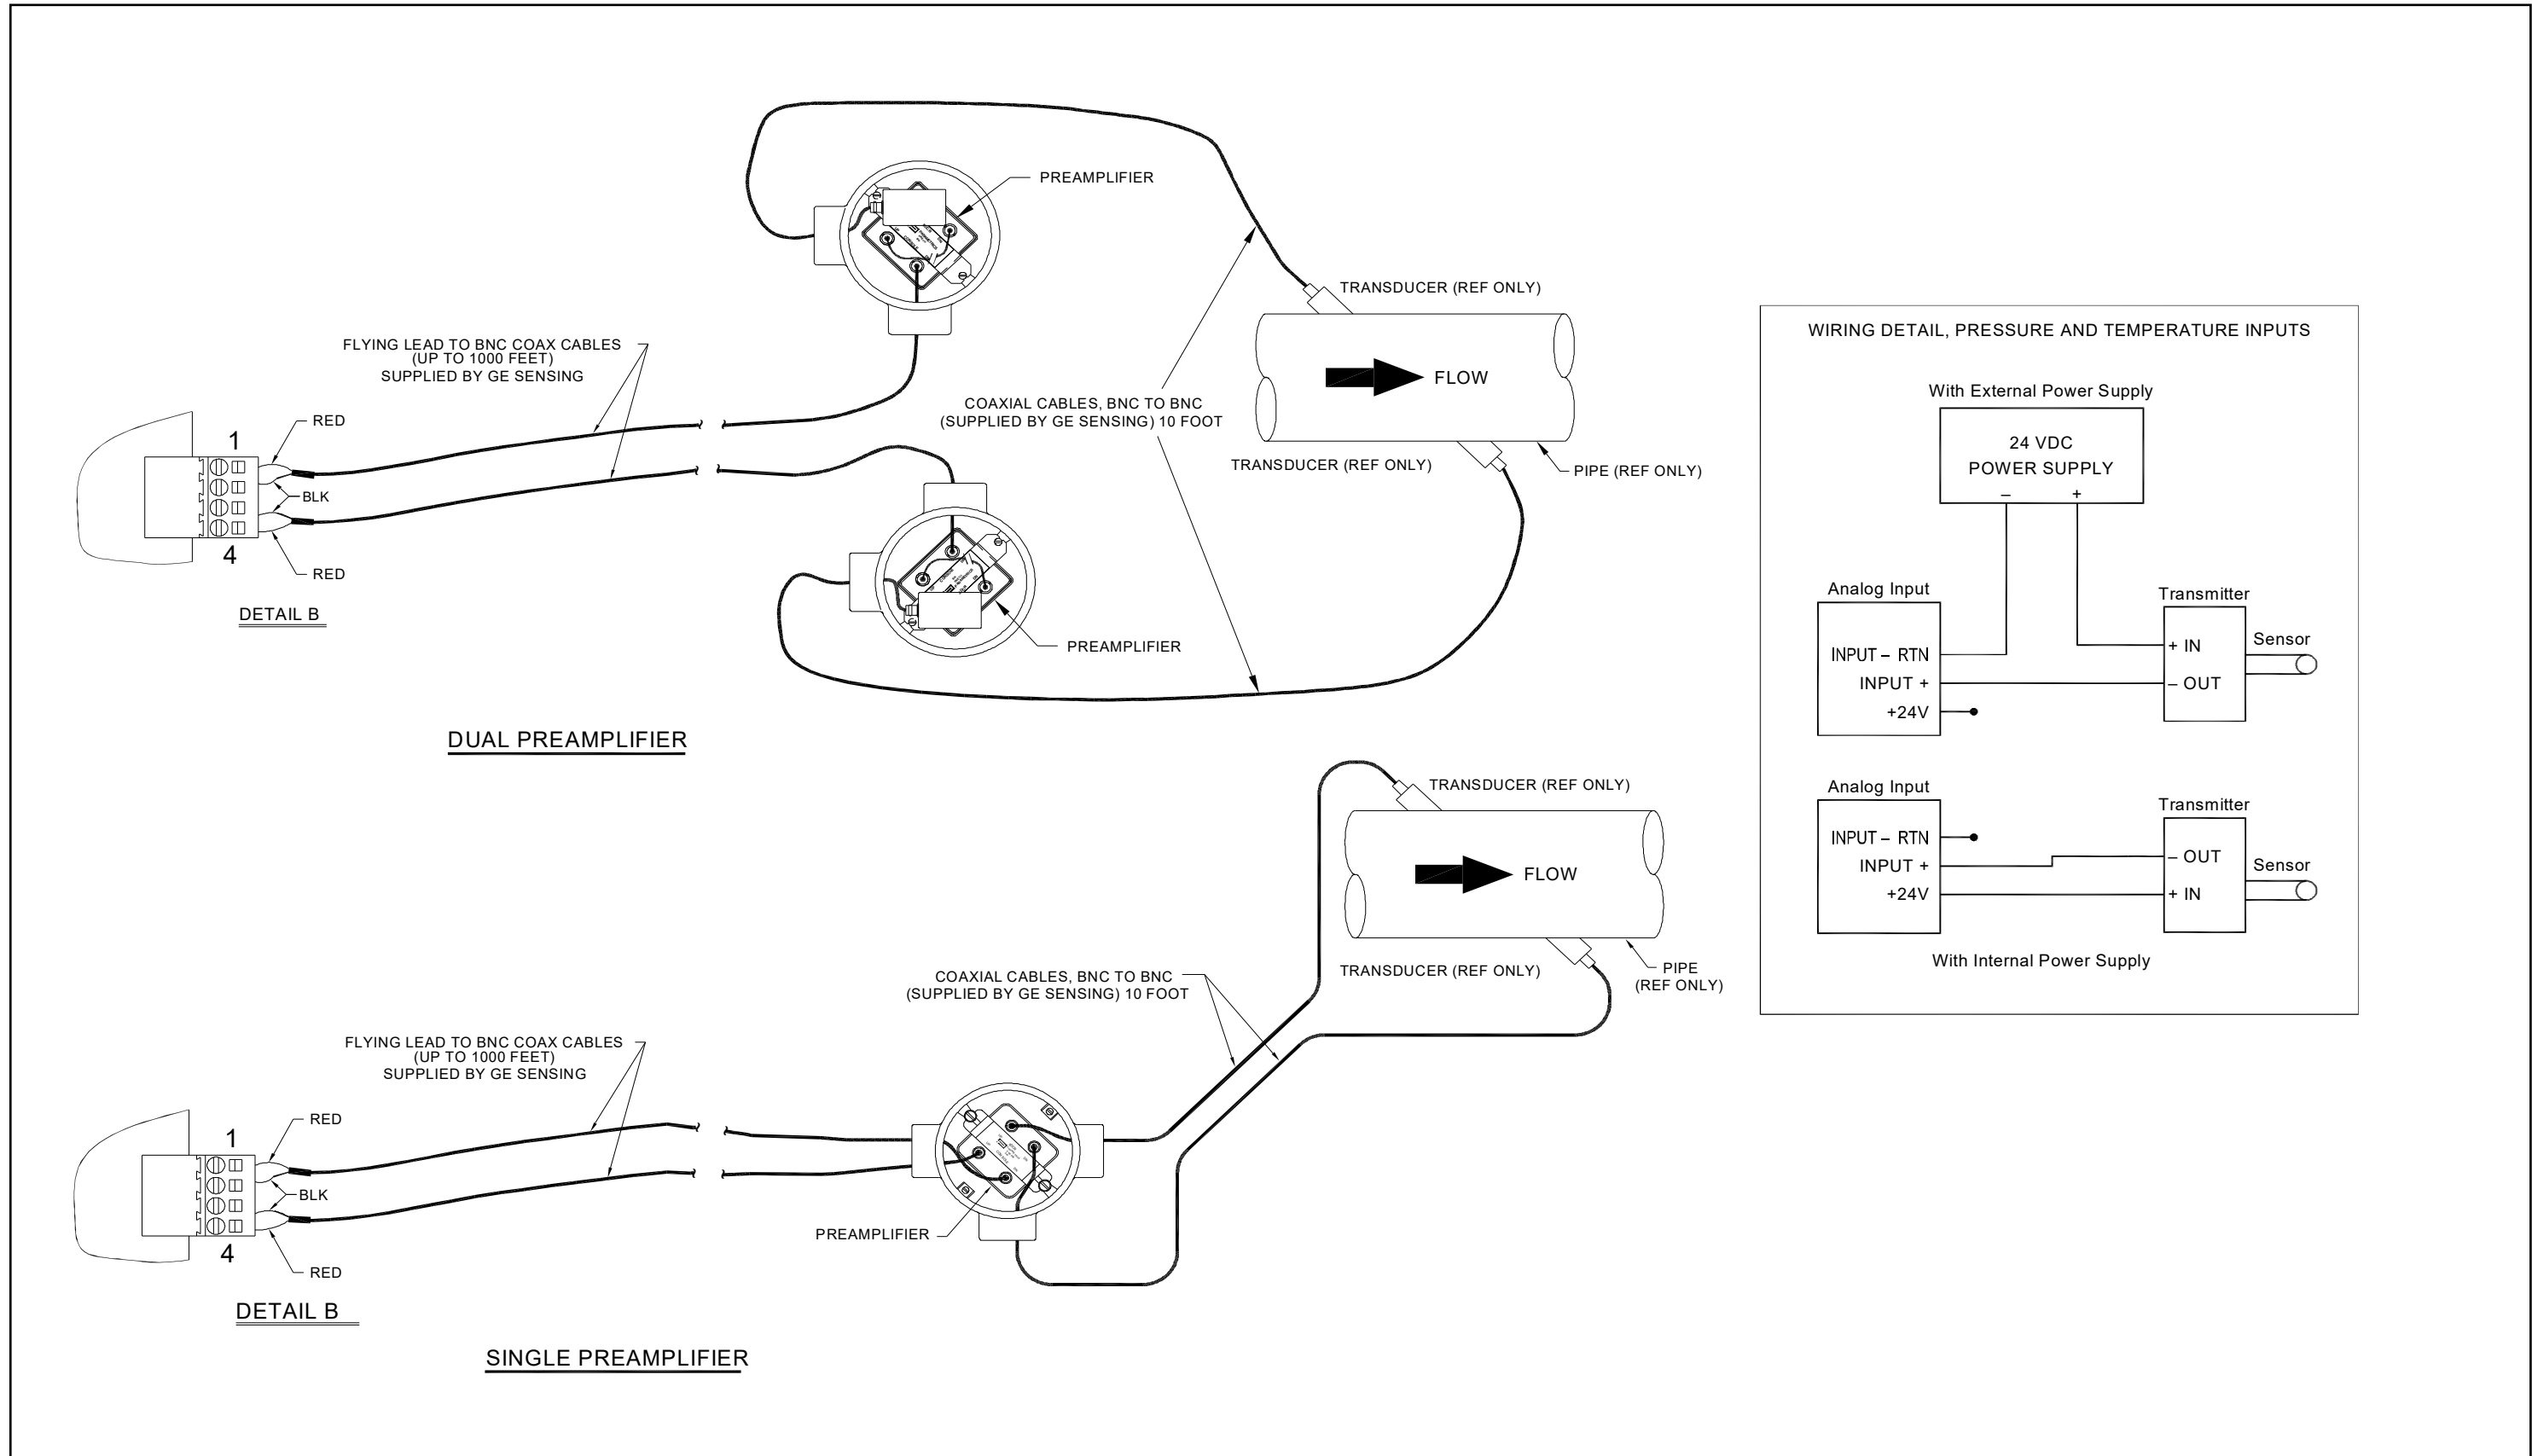 PREAMPLIFIER
TRANSDUCER (REF ONLY)
FLYING LEAD TO BNC COAX CABLES
(UP TO 1000 FEET)
SUPPLIED BY GE SENSING
FLOW
COAXIAL CABLES, BNC TO BNC
(SUPPLIED BY GE SENSING) 10 FOOT
RED
1
BLK
4
RED
TRANSDUCER (REF ONLY)
PIPE (REF ONLY)
DETAIL B
PREAMPLIFIER
DUAL PREAMPLIFIER
WIRING DETAIL, PRESSURE AND TEMPERATURE INPUTS
With External Power Supply
24 VDC
POWER SUPPLY
– +
Analog Input
Transmitter
INPUT – RTN
INPUT +
+24V
+ IN
– OUT
Sensor
Analog Input
Transmitter
INPUT – RTN
INPUT +
+24V
– OUT
+ IN
Sensor
With Internal Power Supply
TRANSDUCER (REF ONLY)
FLOW
TRANSDUCER (REF ONLY)
PIPE
(REF ONLY)
COAXIAL CABLES, BNC TO BNC
(SUPPLIED BY GE SENSING) 10 FOOT
FLYING LEAD TO BNC COAX CABLES
(UP TO 1000 FEET)
SUPPLIED BY GE SENSING
RED
1
BLK
4
RED
PREAMPLIFIER
DETAIL B
SINGLE PREAMPLIFIER